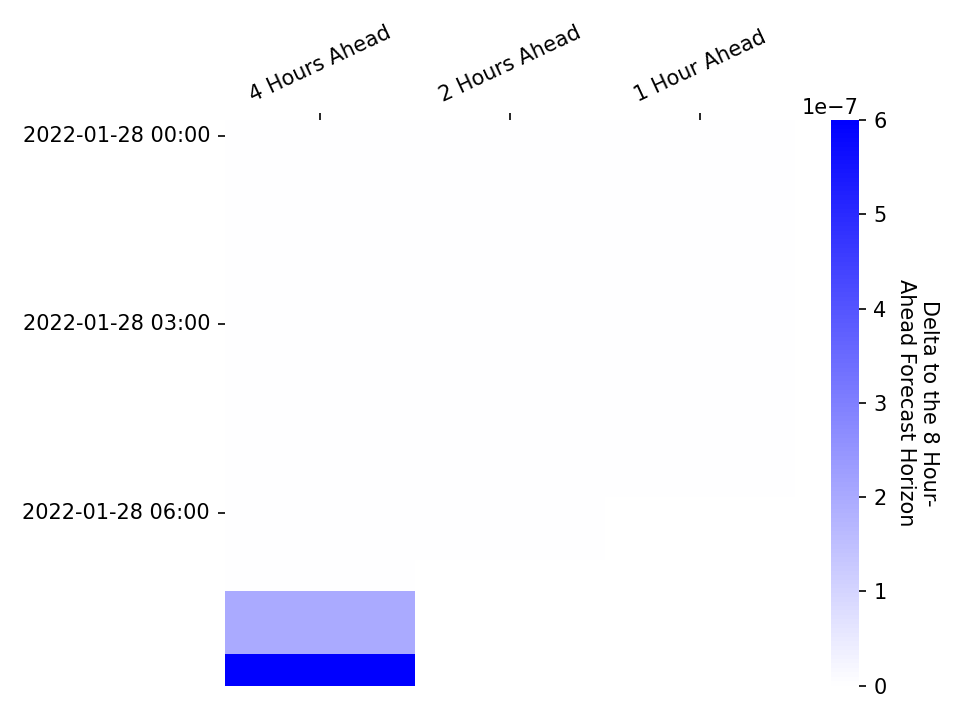 4 Hours Ahead
2 Hours Ahead
1 Hour Ahead
1e−7
2022-01-28 00:00
2022-01-28 03:00
2022-01-28 06:00
6
5
4
3
2
1
0
Delta to the 8 Hour-
Ahead Forecast Horizon